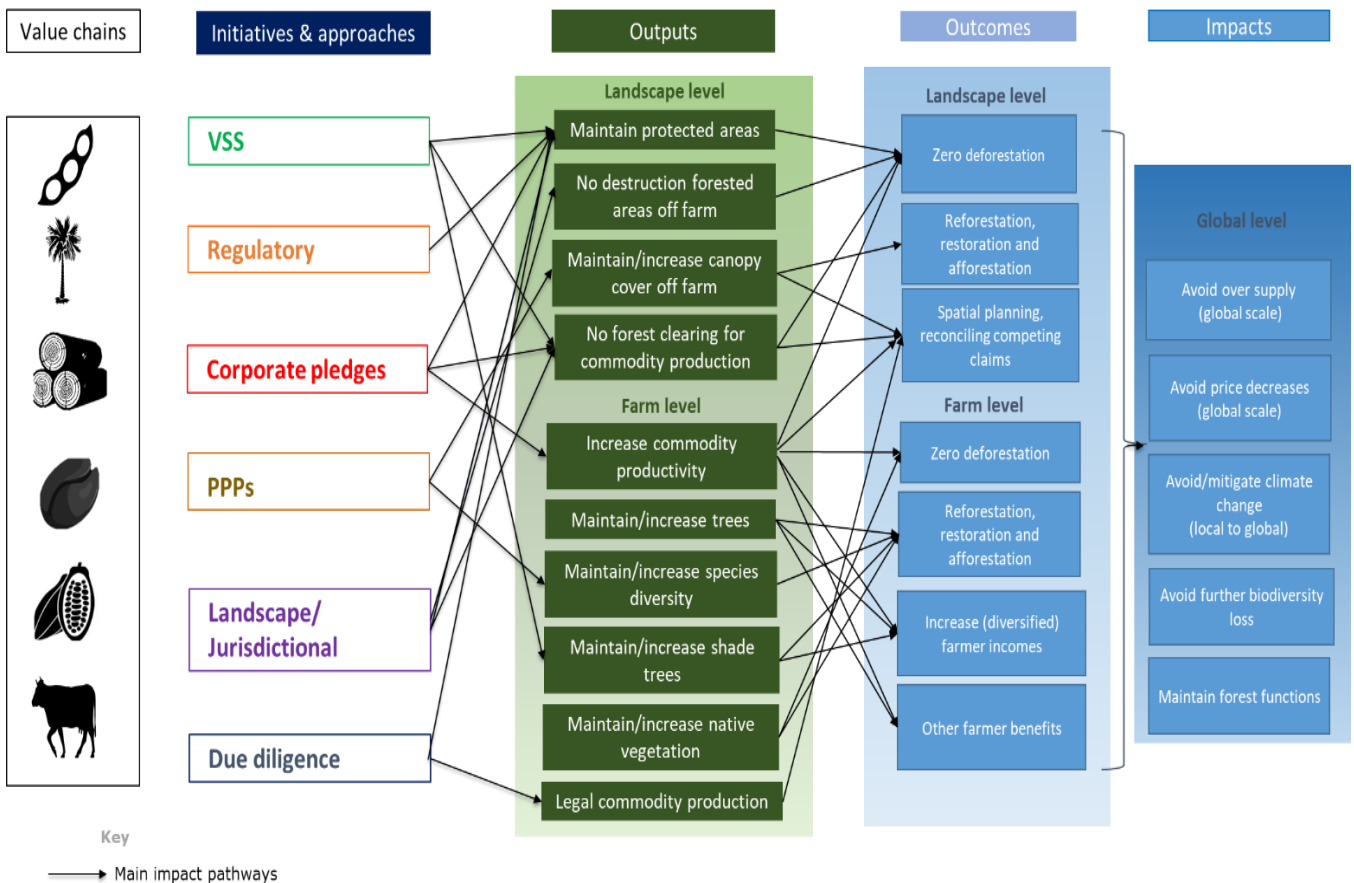 Value chains
Initiatives & approaches
Outputs
Outcomes
Impacts
VSS
Regulatory
Corporate pledges
PPPs
Landscape/
Jurisdictional
Due diligence
Landscape level
Maintain protected areas
No destruction forested
areas off farm
Maintain/increase canopy
cover off farm
No forest clearing for
commodity production
Farm level
Increase commodity
productivity
Maintain/increase trees
Maintain/increase species
diversity
Maintain/increase shade
trees
Maintain/increase native
vegetation
Legal commodity production
Landscape level
Zero deforestation
Reforestation,
restoration and
afforestation
Spatial planning,
reconciling competing
claims
Farm level
Zero deforestation
Reforestation,
restoration and
afforestation
Increase (diversified)
farmer incomes
Other farmer benefits
Global level
Avoid over supply
(global scale)
Avoid price decreases
(global scale)
Avoid/mitigate climate
change
(local to global)
Avoid further biodiversity
loss
Maintain forest functions
Key
Main impact pathways